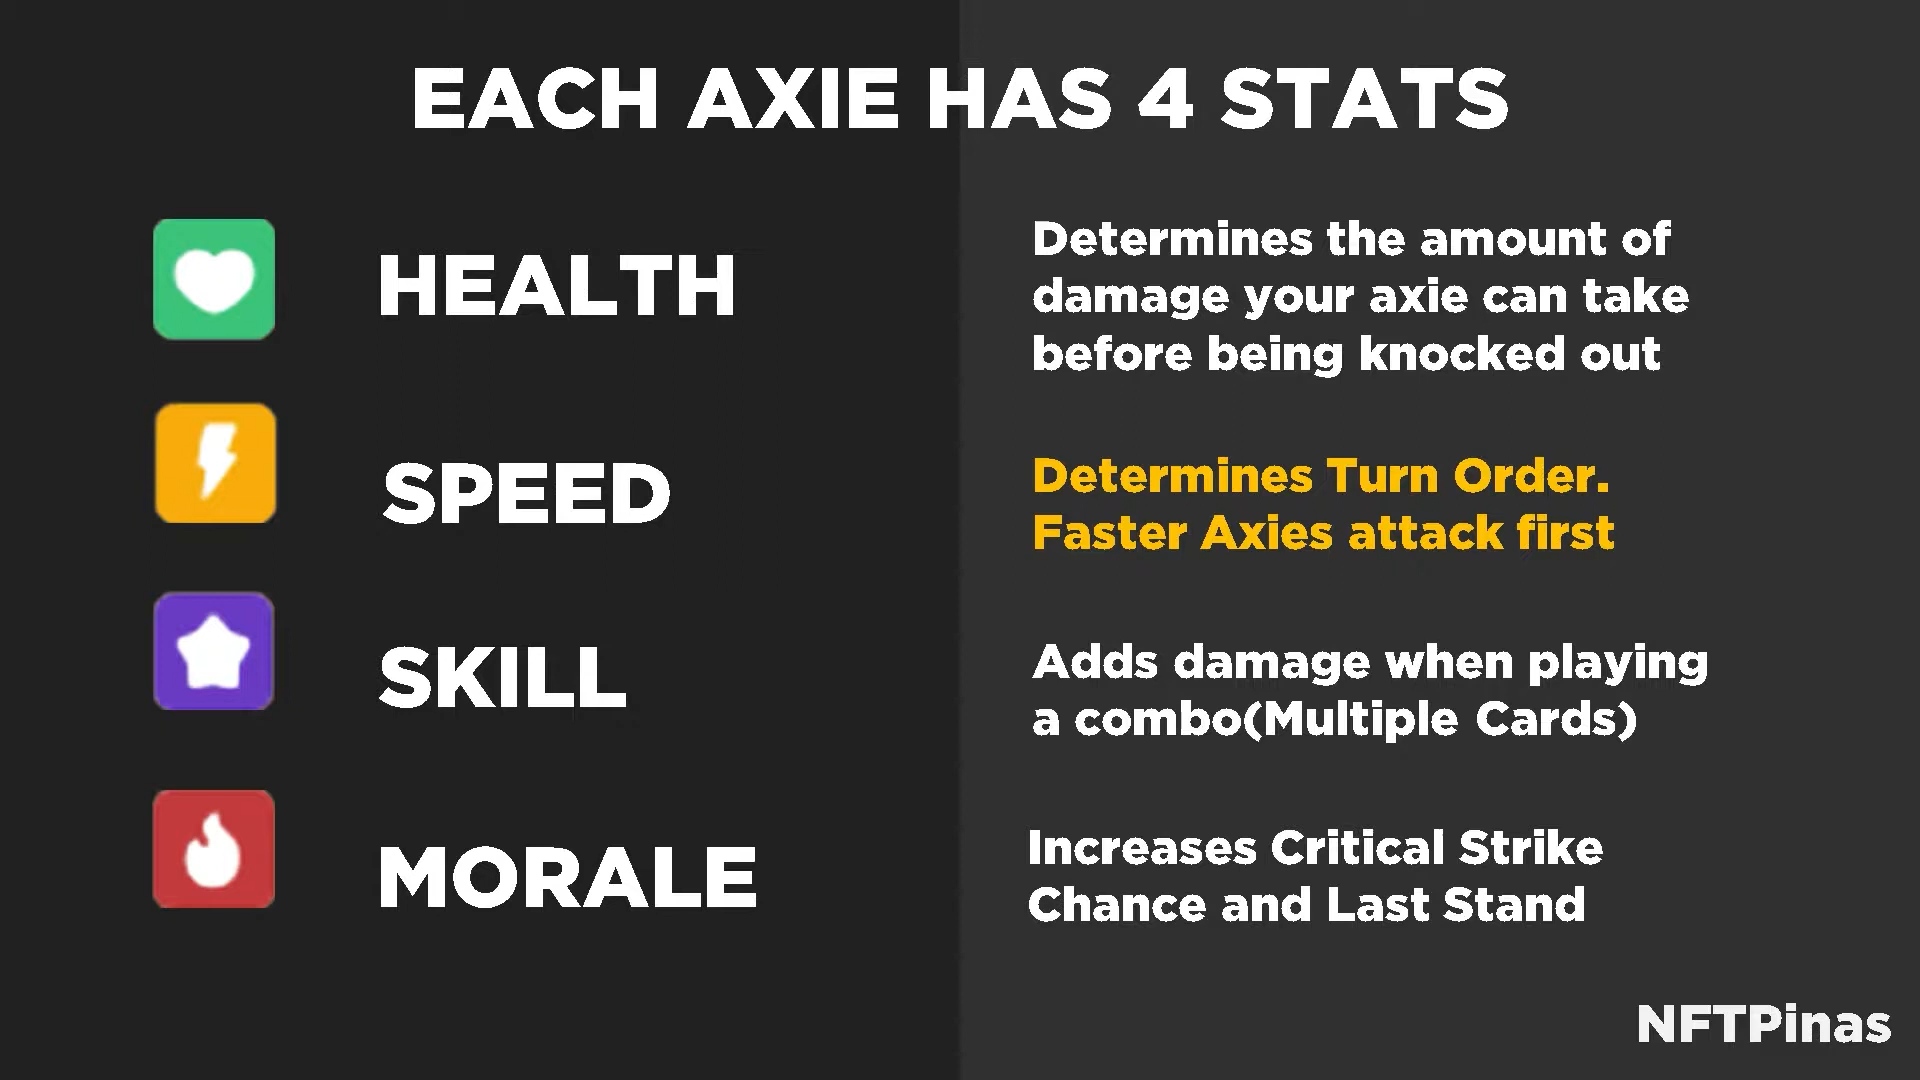 EACH AXIE HAS 4 STATS
HEALTH
Determines the amount of
damage your axie can take
before being knocked out
SPEED
Determines Turn Order.
Faster Axies attack first
SKILL
Adds damage when playing
a combo(Multiple Cards)
MORALE
Increases Critical Strike
Chance and Last Stand
NFTPinas